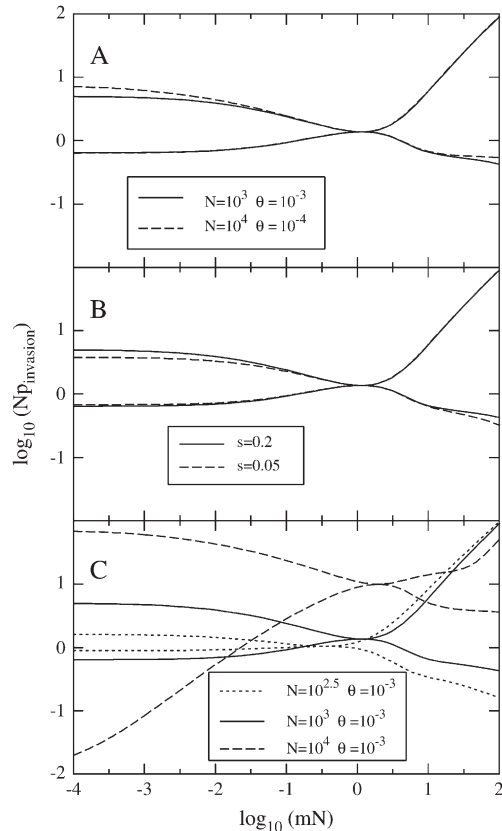 2
A
1
0
-1
N=10³ θ=10⁻³
N=10⁴ θ=10⁻⁴
B
1
0
-1
s=0.2
s=0.05
log₁₀ (Np_invasion)
C
1
0
-1
-2
N=10²·⁵ θ=10⁻³
N=10³ θ=10⁻³
N=10⁴ θ=10⁻³
-4 -3 -2 -1 0 1 2
log₁₀ (mN)